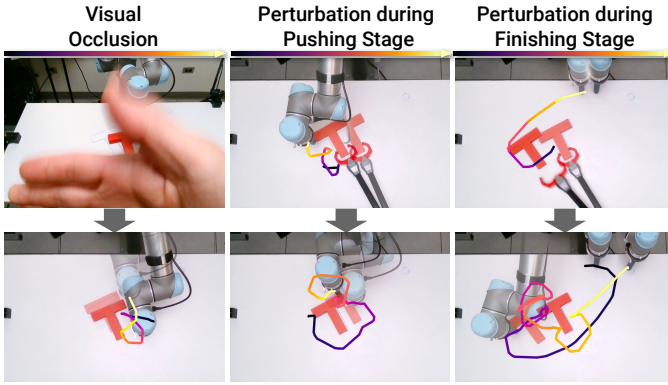 Visual
Occlusion
Perturbation during
Pushing Stage
Perturbation during
Finishing Stage